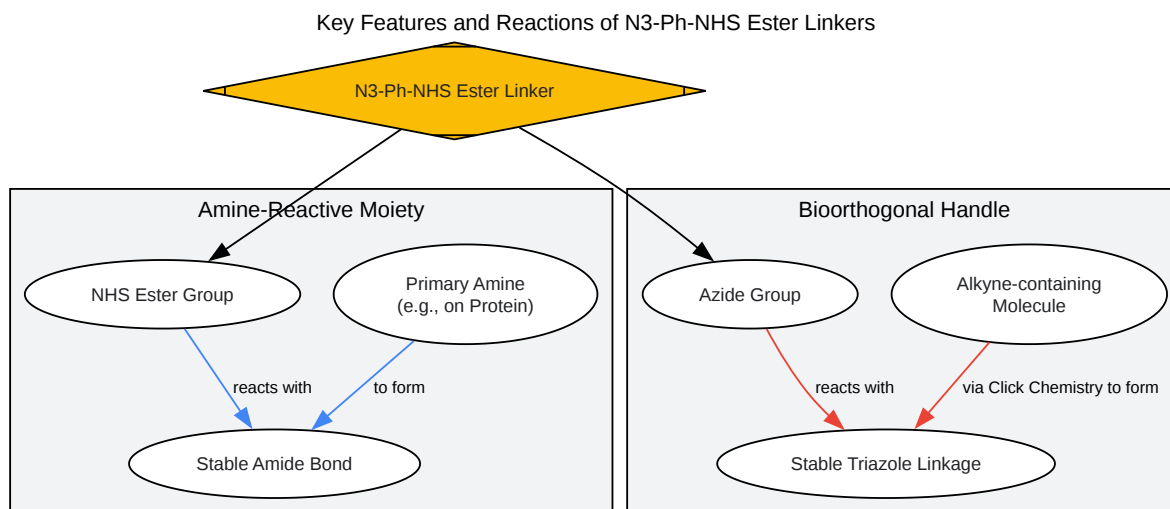 Key Features and Reactions of N3-Ph-NHS Ester Linkers
N3-Ph-NHS Ester Linker
Amine-Reactive Moiety
NHS Ester Group
Primary Amine
(e.g., on Protein)
reacts with
to form
Stable Amide Bond
Bioorthogonal Handle
Azide Group
Alkyne-containing
Molecule
reacts with
via Click Chemistry to form
Stable Triazole Linkage